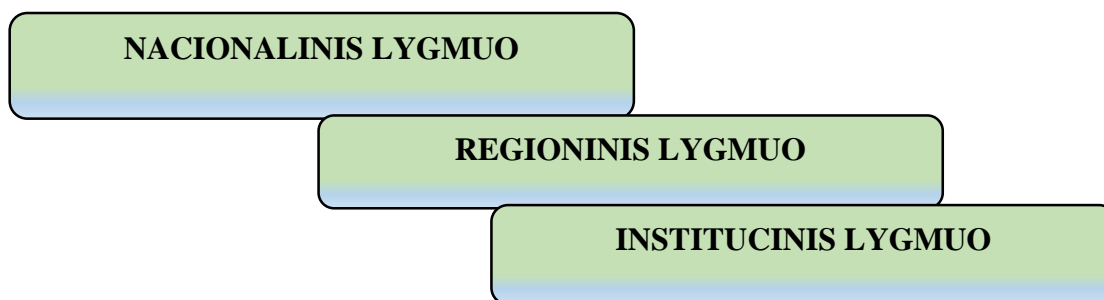 NACIONALINIS LYGMUO
REGIONINIS LYGMUO
INSTITUCINIS LYGMUO